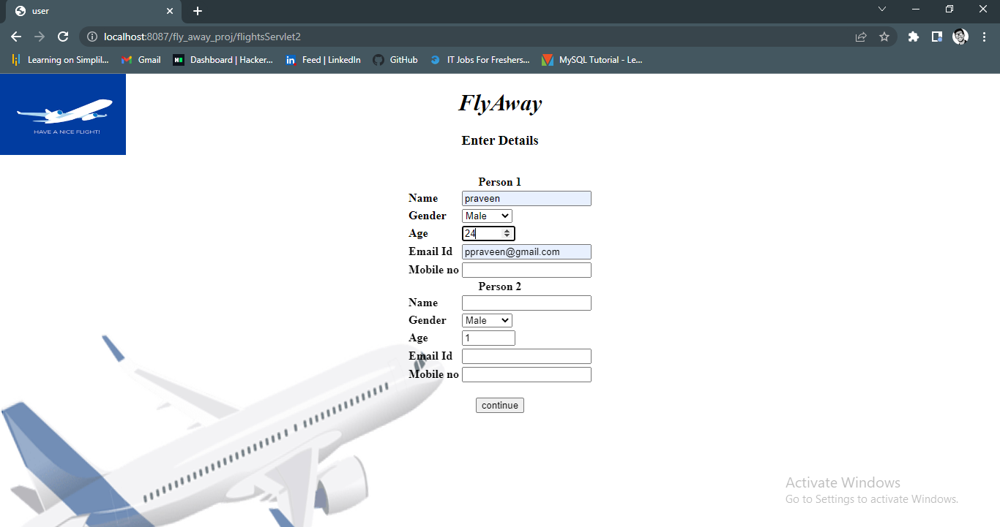 user
localhost:8087/fly_away_proj/flightsServlet2
Learning on Simplil... Gmail Dashboard | Hacker... Feed | LinkedIn GitHub IT Jobs For Freshers... MySQL Tutorial - Le...
HAVE A NICE FLIGHT!
FlyAway
Enter Details
Person 1
Name praveen
Gender Male
Age 24
Email Id ppraveen@gmail.com
Mobile no
Person 2
Name
Gender Male
Age 1
Email Id
Mobile no
continue
Activate Windows
Go to Settings to activate Windows.